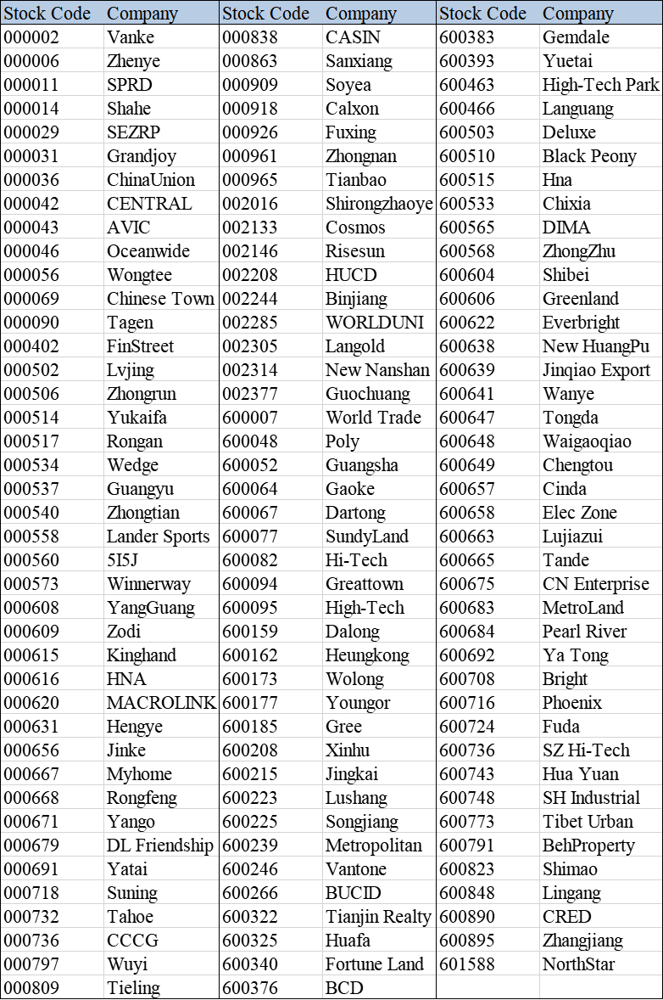 Stock Code Company Stock Code Company Stock Code Company
000002 Vanke 000838 CASIN 600383 Gemdale
000006 Zhenye 000863 Sanxiang 600393 Yuetai
000011 SPRD 000909 Soyea 600463 High-Tech Park
000014 Shahe 000918 Calxon 600466 Languang
000029 SEZRP 000926 Fuxing 600503 Deluxe
000031 Grandjoy 000961 Zhongnan 600510 Black Peony
000036 ChinaUnion 000965 Tianbao 600515 Hna
000042 CENTRAL 002016 Shirongzhaoye 600533 Chixia
000043 AVIC 002133 Cosmos 600565 DIMA
000046 Oceanwide 002146 Risesun 600568 ZhongZhu
000056 Wongtee 002208 HUCD 600604 Shibei
000069 Chinese Town 002244 Binjiang 600606 Greenland
000090 Tagen 002285 WORLDUNI 600622 Everbright
000402 FinStreet 002305 Langold 600638 New HuangPu
000502 Lvjing 002314 New Nanshan 600639 Jinqiao Export
000506 Zhongrun 002377 Guochuang 600641 Wanye
000514 Yukaifa 600007 World Trade 600647 Tongda
000517 Rongan 600048 Poly 600648 Waigaoqiao
000534 Wedge 600052 Guangsha 600649 Chengtou
000537 Guangyu 600064 Gaoke 600657 Cinda
000540 Zhongtian 600067 Dartong 600658 Elec Zone
000558 Lander Sports 600077 SundyLand 600663 Lujiazui
000560 5I5J 600082 Hi-Tech 600665 Tande
000573 Winnerway 600094 Greattown 600675 CN Enterprise
000608 YangGuang 600095 High-Tech 600683 MetroLand
000609 Zodi 600159 Dalong 600684 Pearl River
000615 Kinghand 600162 Heungkong 600692 Ya Tong
000616 HNA 600173 Wolong 600708 Bright
000620 MACROLINK 600177 Youngor 600716 Phoenix
000631 Hengye 600185 Gree 600724 Fuda
000656 Jinke 600208 Xinhu 600736 SZ Hi-Tech
000667 Myhome 600215 Jingkai 600743 Hua Yuan
000668 Rongfeng 600223 Lushang 600748 SH Industrial
000671 Yango 600225 Songjiang 600773 Tibet Urban
000679 DL Friendship 600239 Metropolitan 600791 BehProperty
000691 Yatai 600246 Vantone 600823 Shimao
000718 Suning 600266 BUCID 600848 Lingang
000732 Tahoe 600322 Tianjin Realty 600890 CRED
000736 CCCG 600325 Huafa 600895 Zhangjiang
000797 Wuyi 600340 Fortune Land 601588 NorthStar
000809 Tieling 600376 BCD